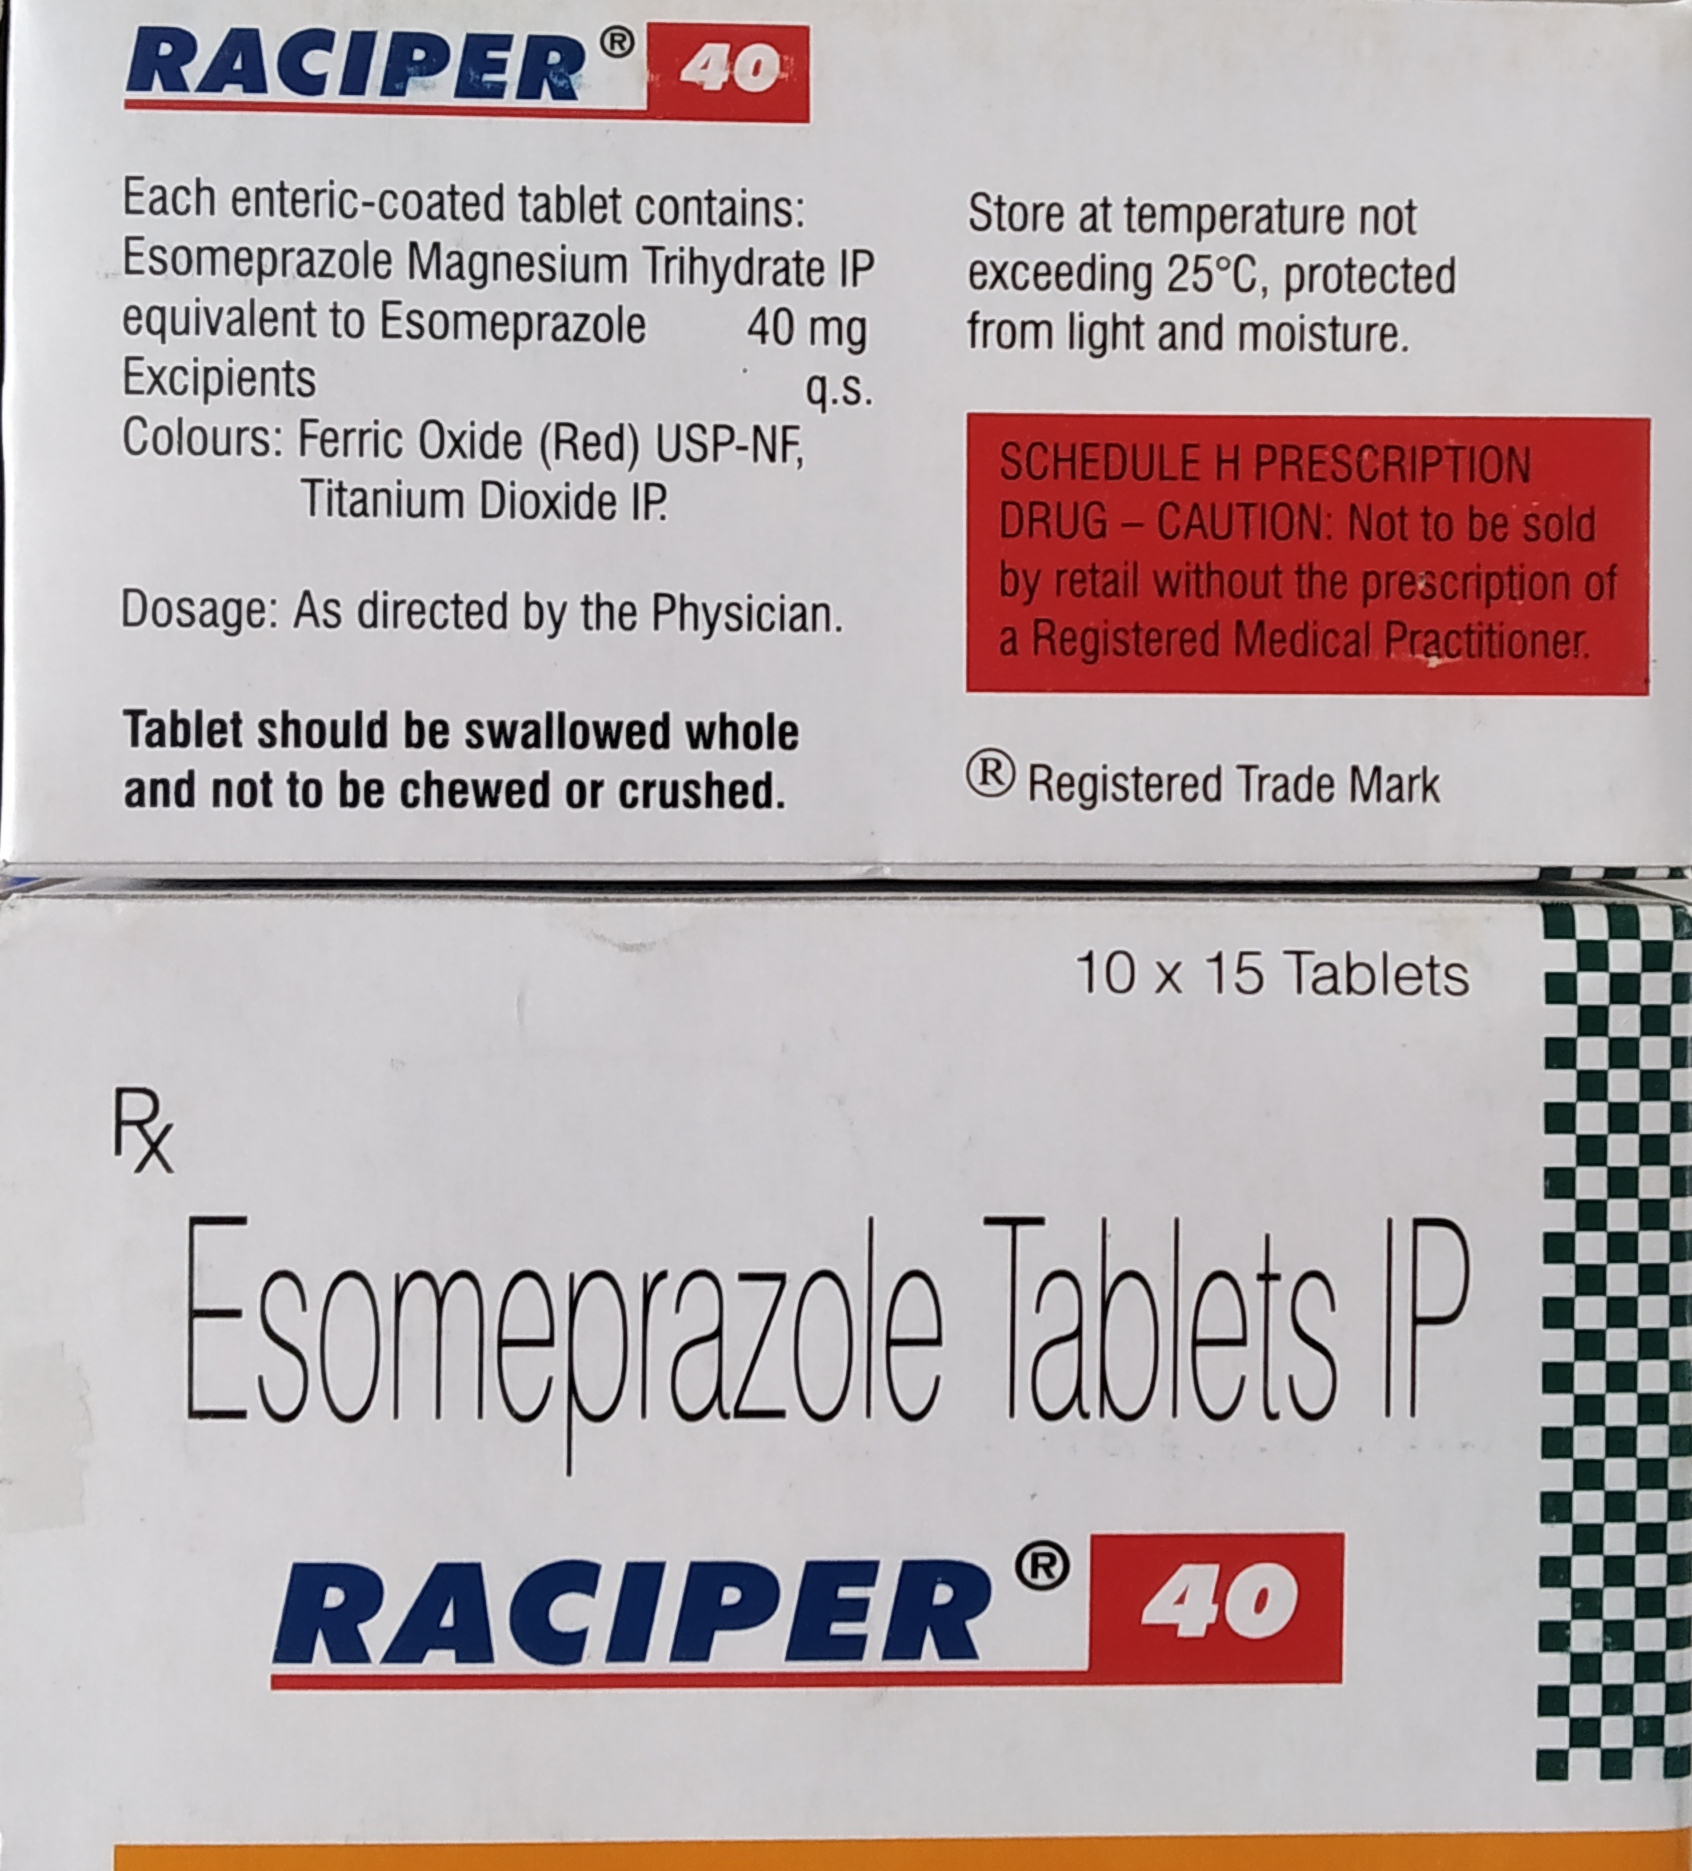 RACIPER® 40
Each enteric-coated tablet contains:
Esomeprazole Magnesium Trihydrate IP
equivalent to Esomeprazole 40 mg
Excipients q.s.
Colours: Ferric Oxide (Red) USP-NF,
Titanium Dioxide IP.
Dosage: As directed by the Physician.
Tablet should be swallowed whole
and not to be chewed or crushed.
Store at temperature not
exceeding 25°C, protected
from light and moisture.
SCHEDULE H PRESCRIPTION
DRUG – CAUTION: Not to be sold
by retail without the prescription of
a Registered Medical Practitioner.
® Registered Trade Mark
10 x 15 Tablets
Rx
Esomeprazole Tablets IP
RACIPER® 40